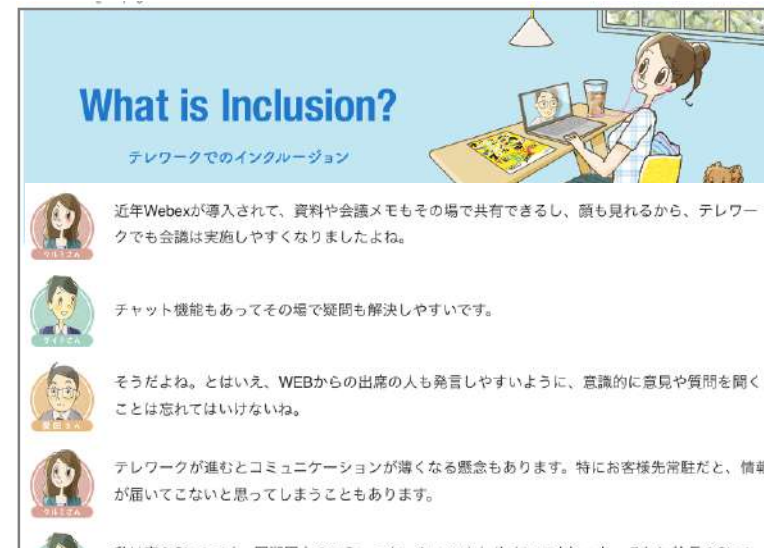 What is Inclusion?
テレワークでのインクルージョン
近年Webexが導入されて、資料や会議メモもその場で共有できるし、顔も見れるから、テレワー
クでも会議は実施しやすくなりましたよね。
クルミさん
チャット機能もあってその場で疑問も解決しやすいです。
そうだよね。とはいえ、WEBからの出席の人も発言しやすいように、意識的に意見や質問を聞く
ことは忘れてはいけないね。
テレワークが進むとコミュニケーションが薄くなる懸念もあります。特にお客様先常駐だと、情報
が届いてこないと思ってしまうこともあります。
クルミさん